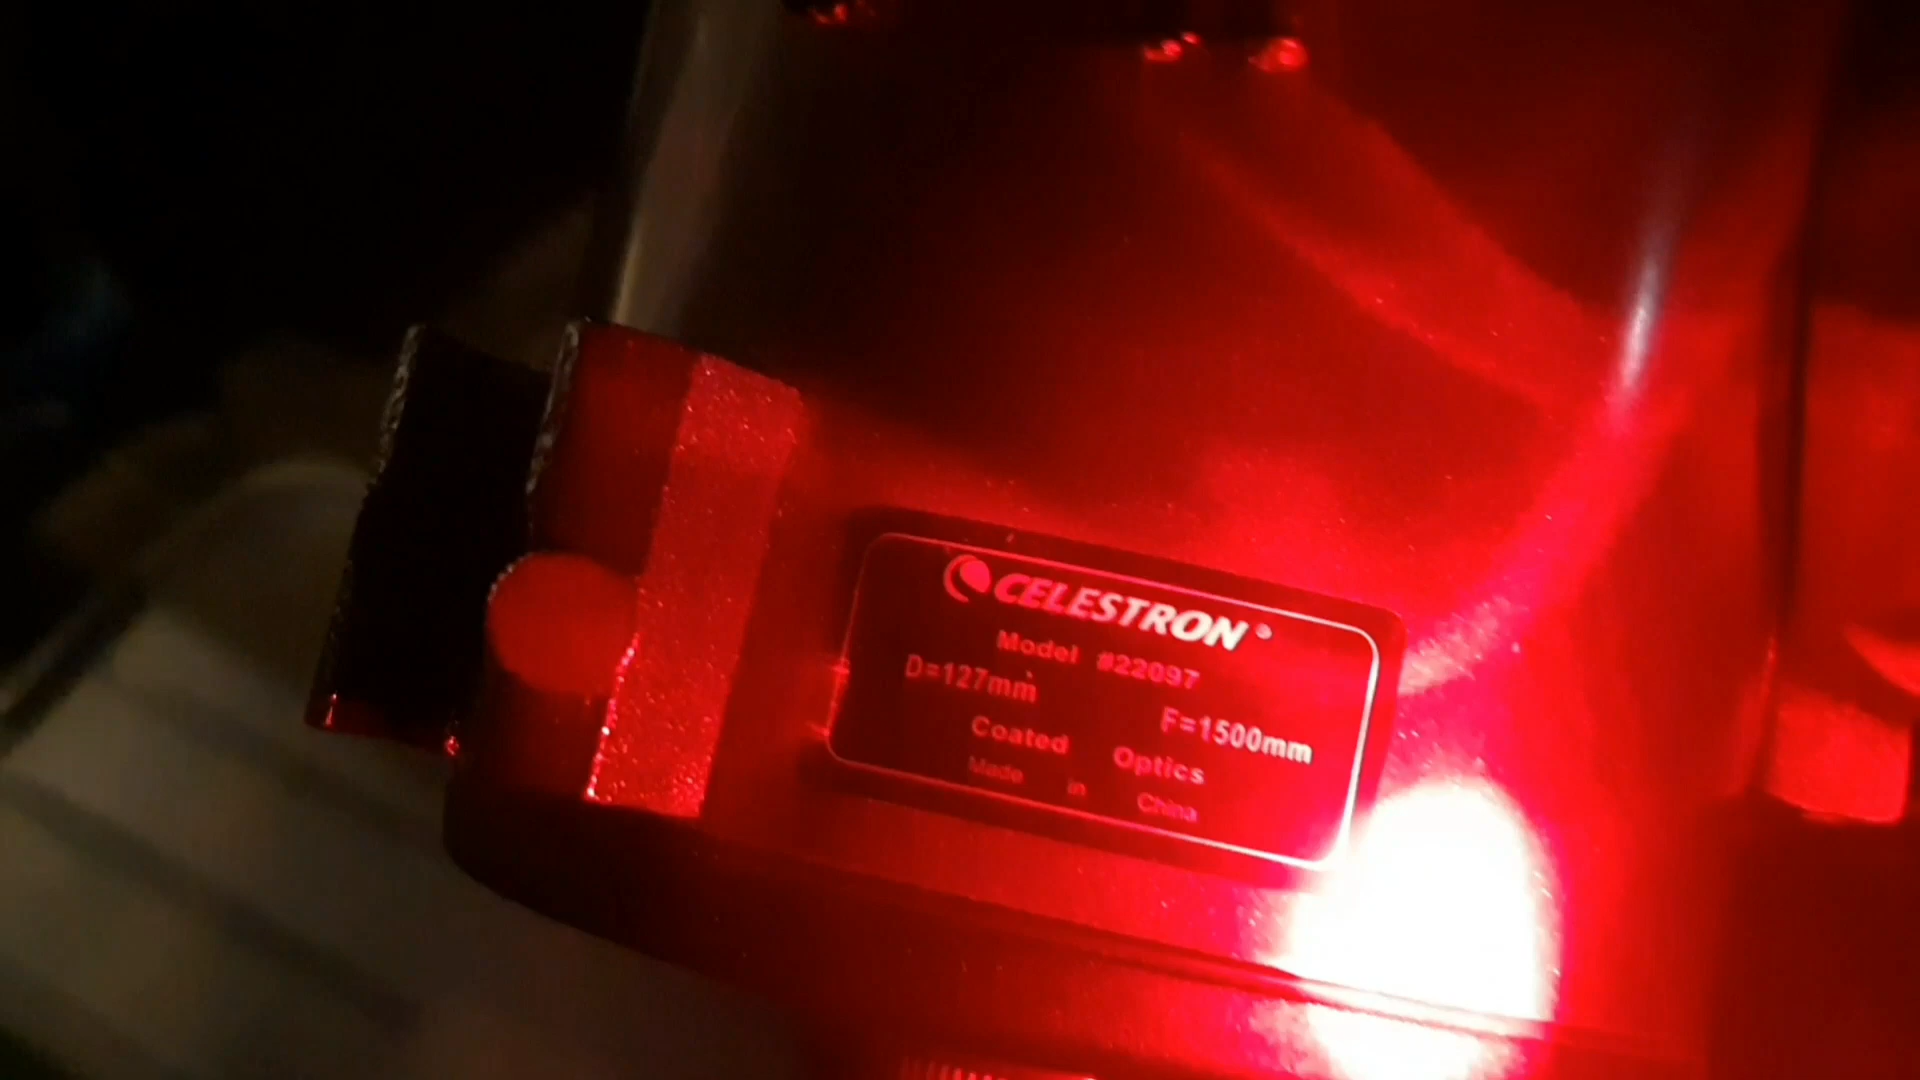 CELESTRON®
Model #22097
D=127mm F=1500mm
Coated Optics
Made in China